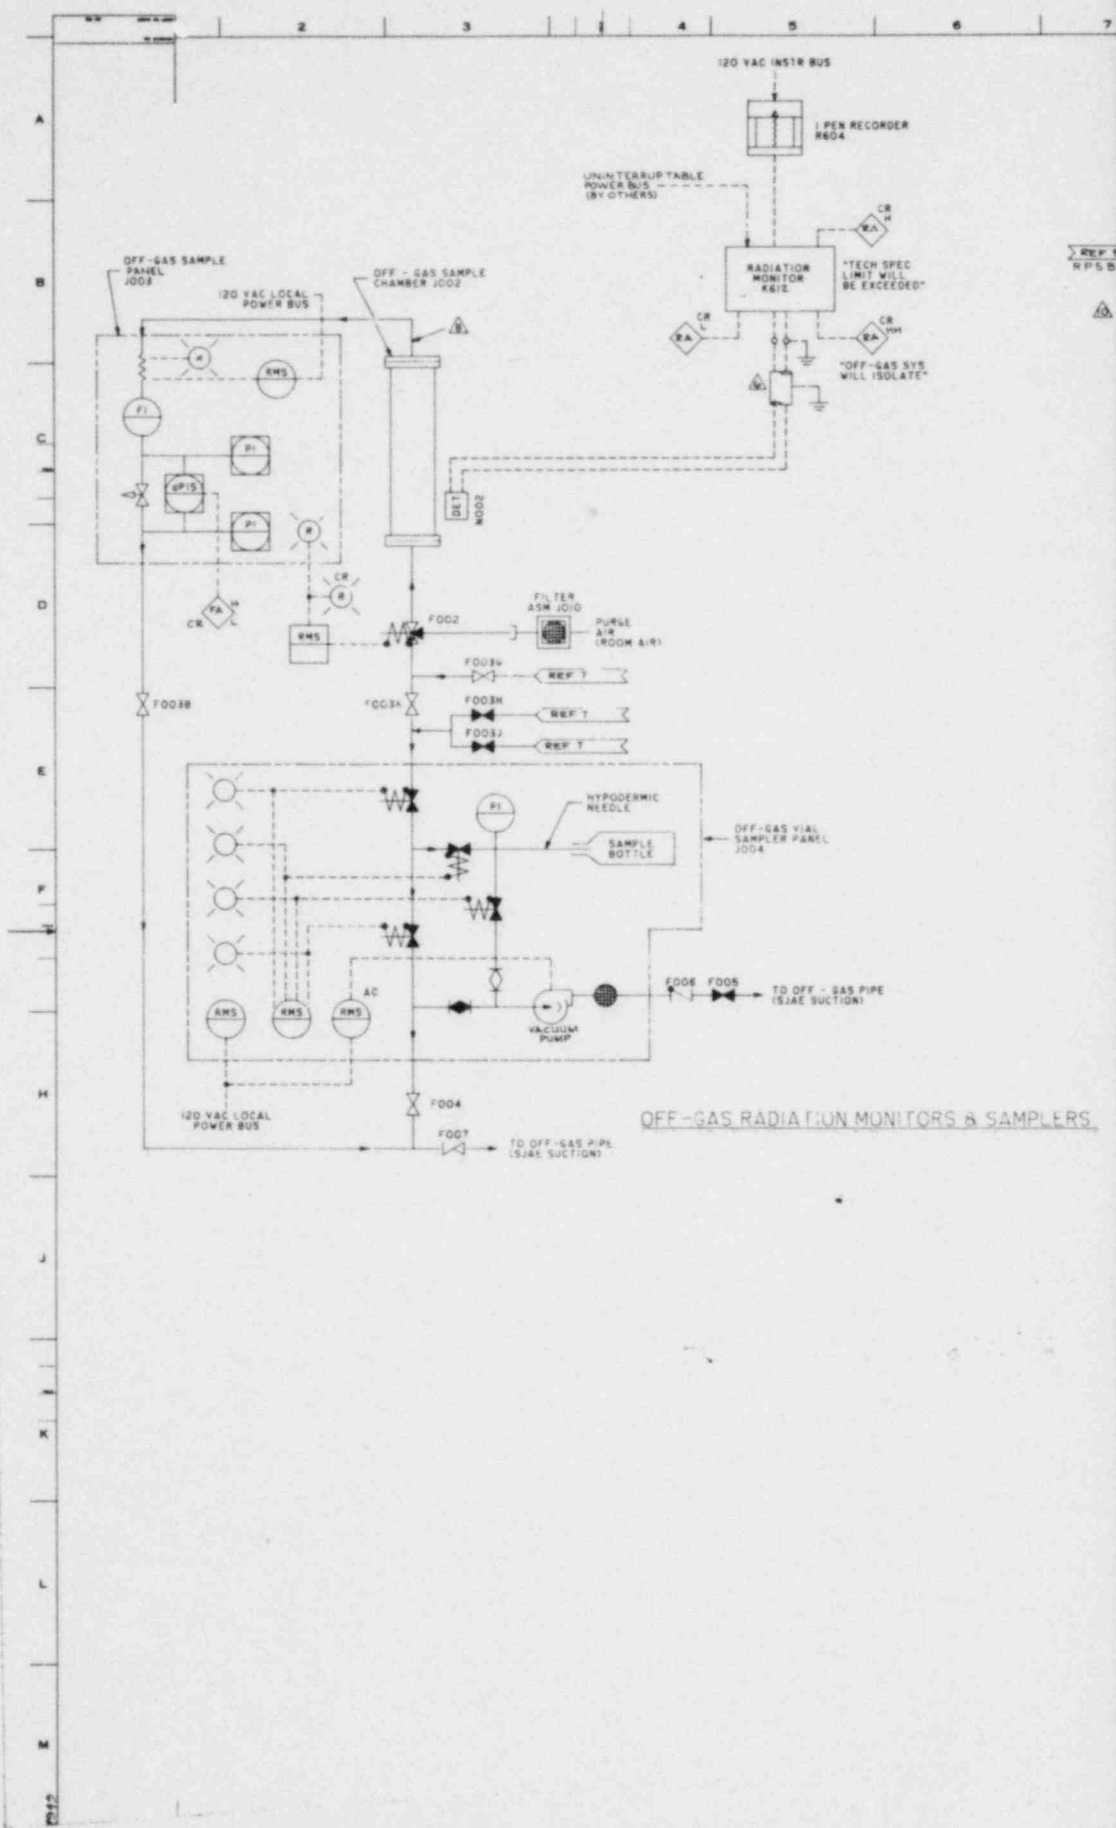 2
3
4
5
6
7
120 VAC INSTR BUS
A
1 PEN RECORDER
R604
UNINTERRUPTABLE
POWER BUS
(BY OTHERS)
CR
H
RA
B
OFF-GAS SAMPLE
PANEL
J003
OFF - GAS SAMPLE
CHAMBER J002
120 VAC LOCAL
POWER BUS
RADIATION
MONITOR
K612
"TECH SPEC
LIMIT WILL
BE EXCEEDED"
REF
RPS B
10
8
CR
L
RA
CR
HH
RA
"OFF-GAS SYS
WILL ISOLATE"
R
RMS
FI
C
PI
dPIS
PI
DET
N002
R
D
CR
FA
H
L
CR
R
RMS
F002
FILTER
ASM J010
PURGE
AIR
(ROOM AIR)
F003G
REF 7
F003B
F003A
F003H
REF 7
F003J
REF 7
E
PI
HYPODERMIC
NEEDLE
SAMPLE
BOTTLE
OFF-GAS VIAL
SAMPLER PANEL
J004
F
AC
RMS
RMS
RMS
VACUUM
PUMP
F006
F005
TO OFF - GAS PIPE
(SJAE SUCTION)
H
F004
120 VAC LOCAL
POWER BUS
F007
TO OFF-GAS PIPE
(SJAE SUCTION)
OFF-GAS RADIATION MONITORS & SAMPLERS
J
K
L
M